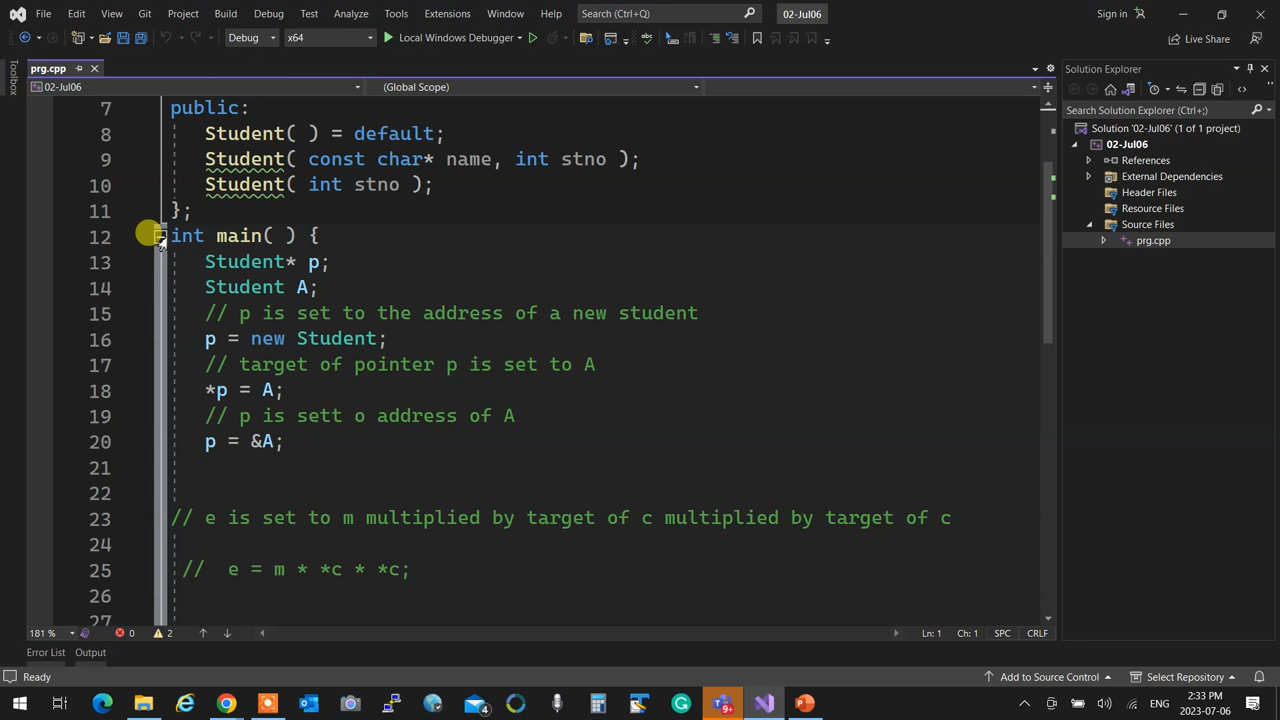 File Edit View Git Project Build Debug Test Analyze Tools Extensions Window Help Search (Ctrl+Q) 02-Jul06 Sign in
Debug x64 Local Windows Debugger Live Share
Toolbox
prg.cpp
02-Jul06 (Global Scope)
7 public:
8 Student( ) = default;
9 Student( const char* name, int stno );
10 Student( int stno );
11 };
12 int main( ) {
13 Student* p;
14 Student A;
15 // p is set to the address of a new student
16 p = new Student;
17 // target of pointer p is set to A
18 *p = A;
19 // p is sett o address of A
20 p = &A;
21
22
23 // e is set to m multiplied by target of c multiplied by target of c
24
25 // e = m * *c * *c;
26
27
181 % 0 2 Ln: 1 Ch: 1 SPC CRLF
Solution Explorer
Search Solution Explorer (Ctrl+;)
Solution '02-Jul06' (1 of 1 project)
02-Jul06
References
External Dependencies
Header Files
Resource Files
Source Files
prg.cpp
Error List Output
Ready Add to Source Control Select Repository
4 9+ ENG 2:33 PM
2023-07-06